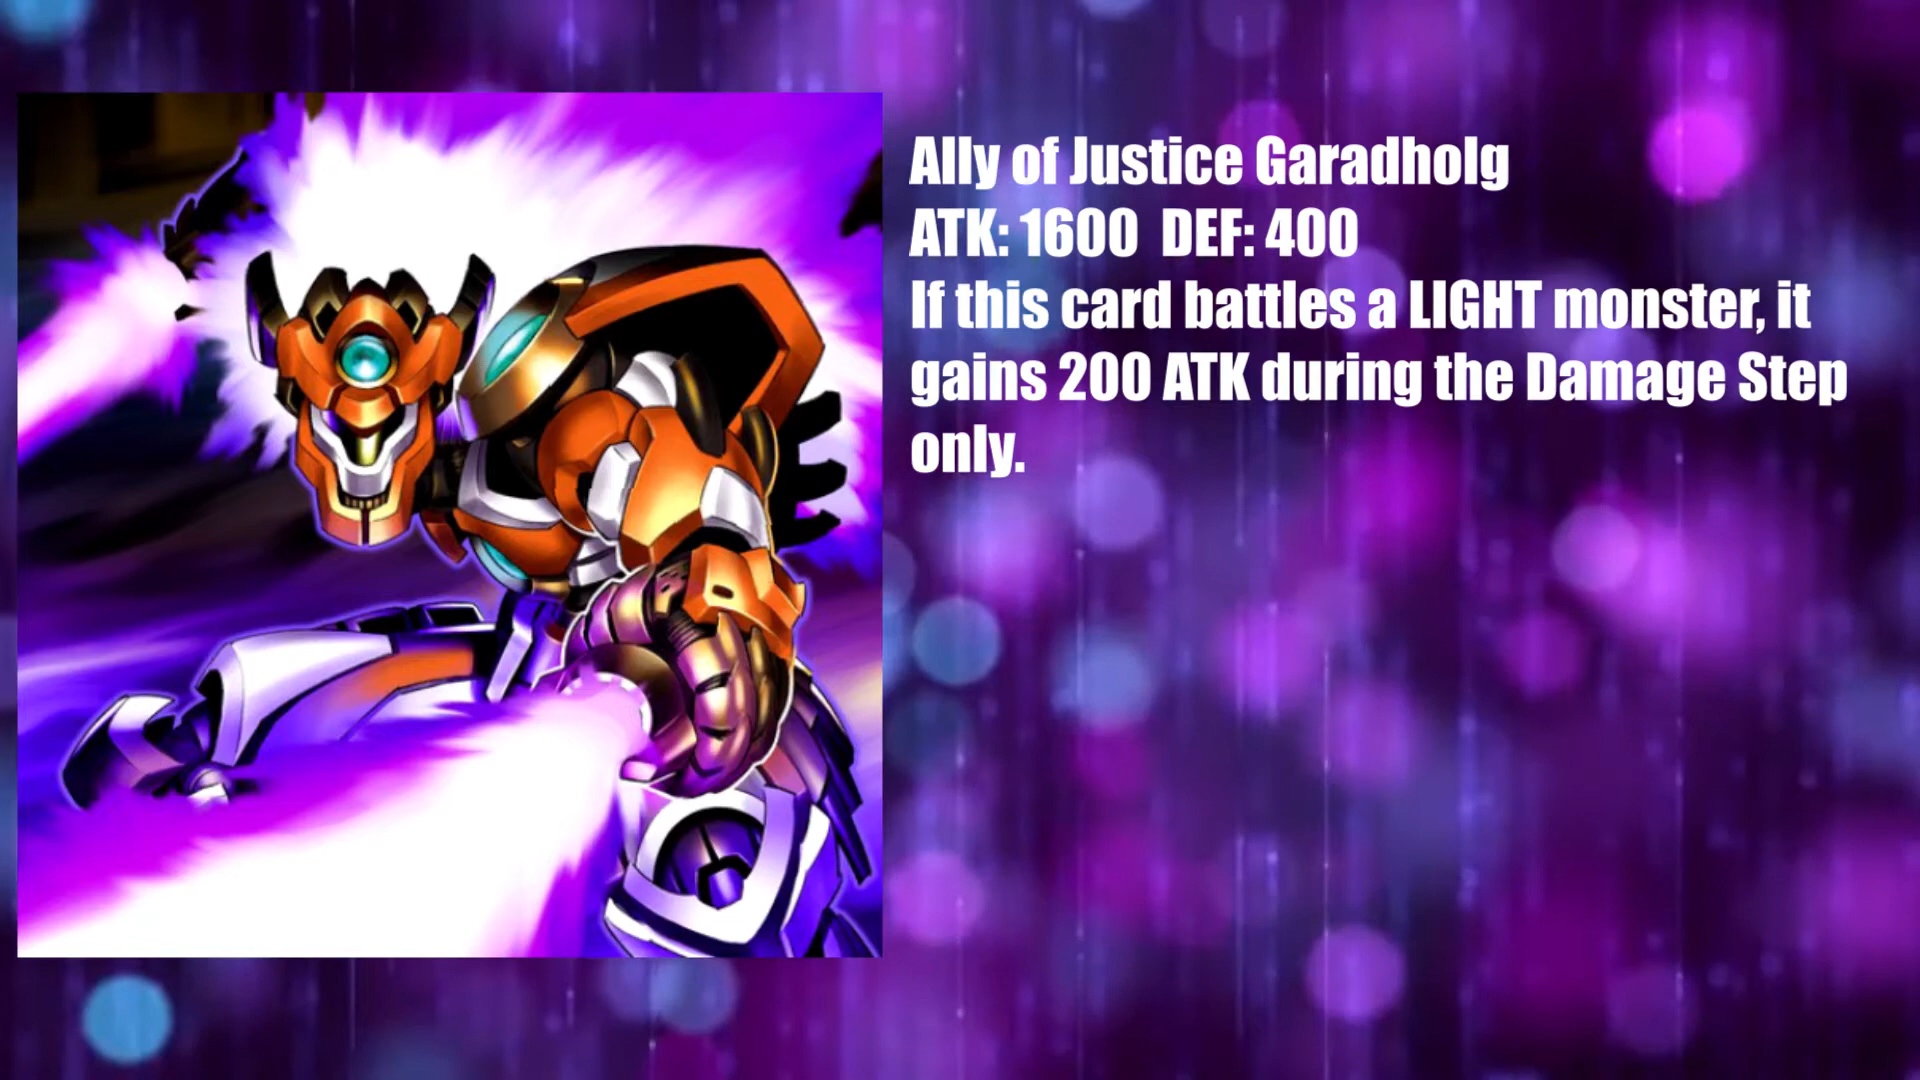 Ally of Justice Garadholg
ATK: 1600  DEF: 400
If this card battles a LIGHT monster, it
gains 200 ATK during the Damage Step
only.